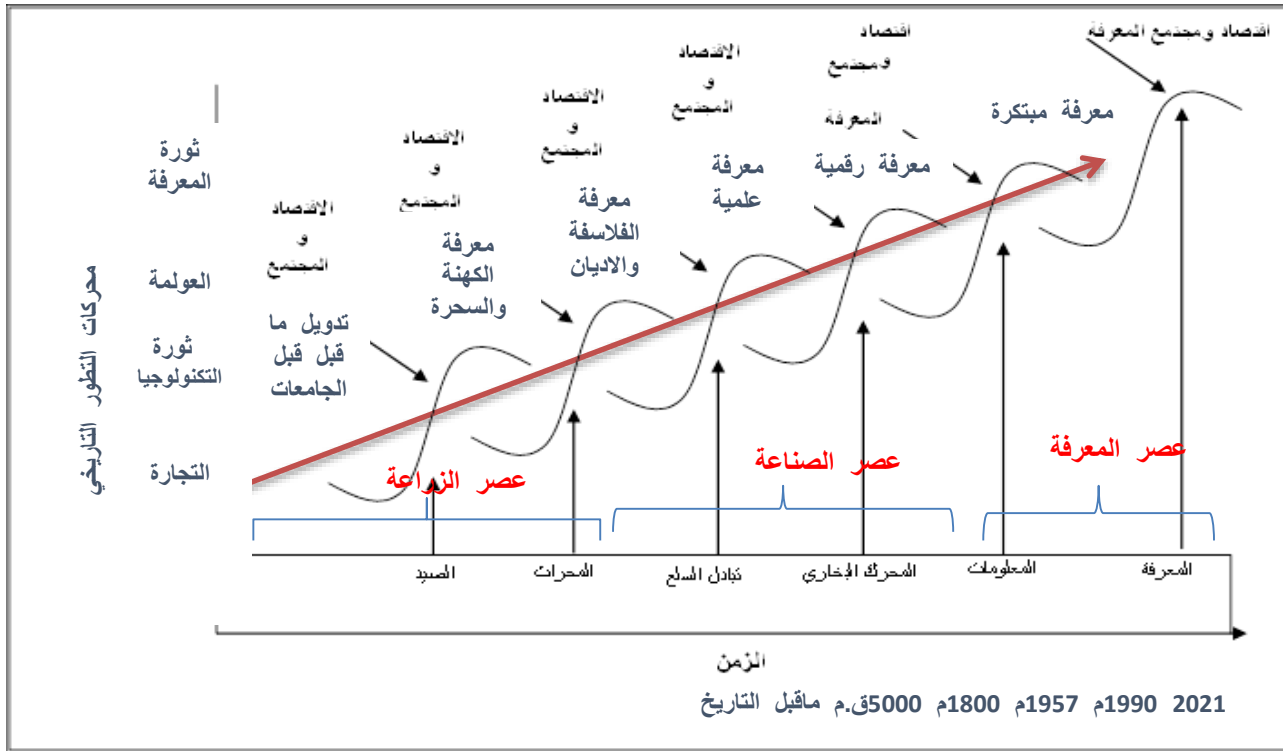 اقتصاد ومجتمع المعرفة
اقتصاد
ومجتمع
المعرفة
الاقتصاد
و
المجتمع
الاقتصاد
و
المجتمع
الاقتصاد
و
المجتمع
الاقتصاد
و
المجتمع
معرفة مبتكرة
معرفة رقمية
معرفة
علمية
معرفة
الفلاسفة
والاديان
معرفة
الكهنة
والسحرة
تدويل ما
قبل قبل
الجامعات
محركات التطور التاريخي
ثورة
المعرفة
العولمة
ثورة
التكنولوجيا
التجارة
عصر الزراعة
عصر الصناعة
عصر المعرفة
الصيد
المحراث
تبادل السلع
المحرك البخاري
المعلومات
المعرفة
الزمن
2021 1990م 1957م 1800م 5000ق.م ماقبل التاريخ